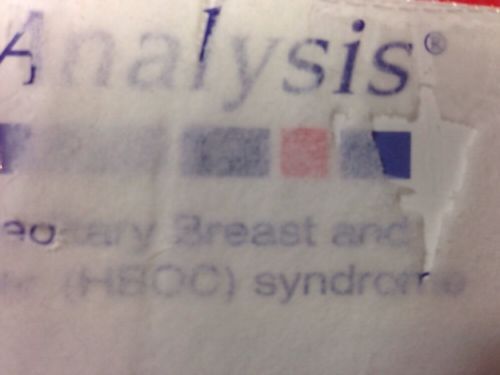 Analysis®
Breast and
(HBOC) syndrome